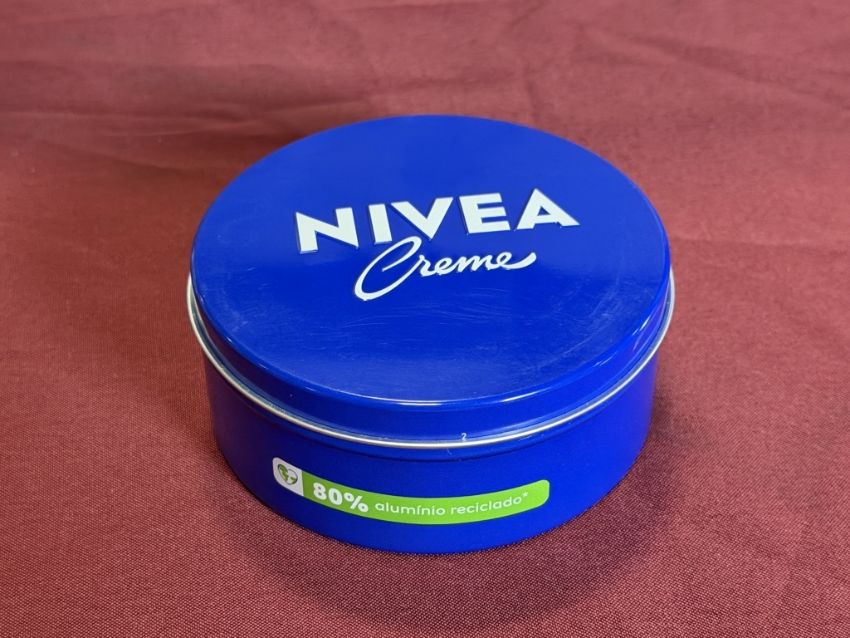 NIVEA
Creme
80% alumínio reciclado*